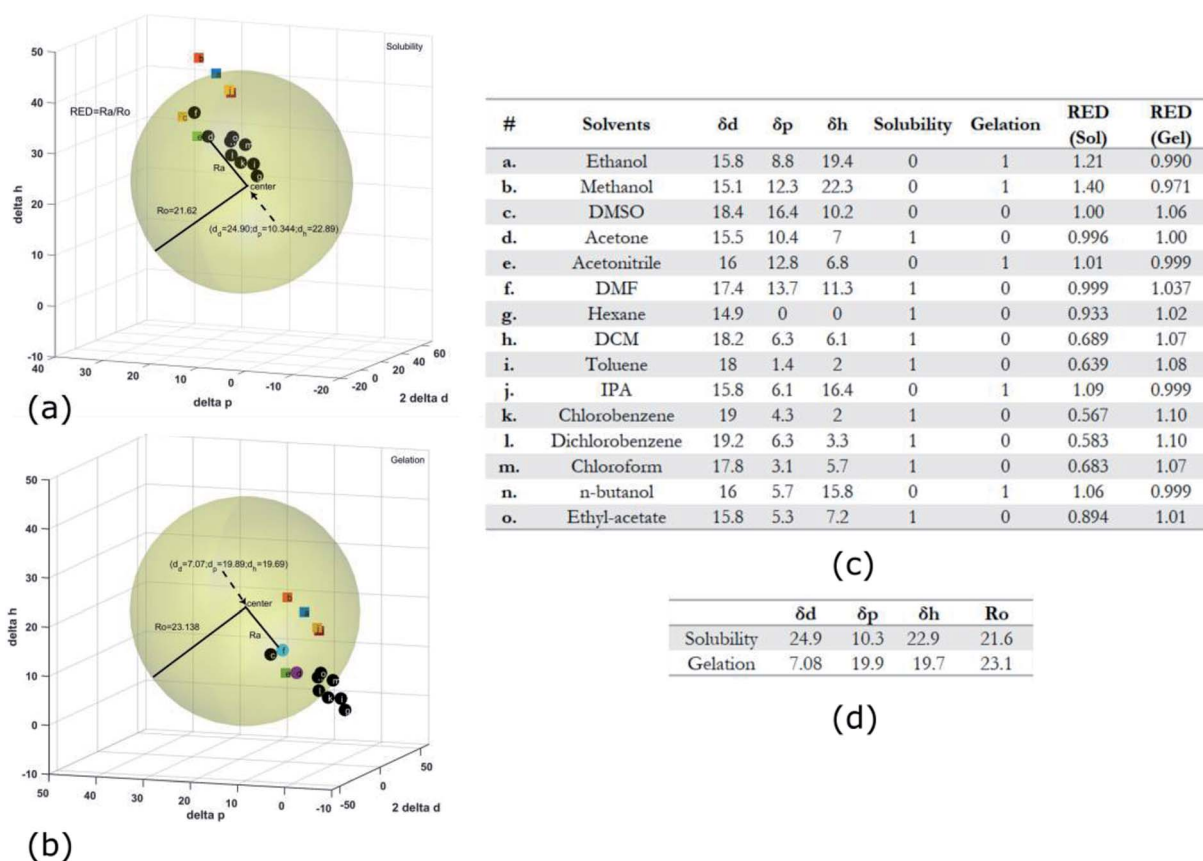 Solubility
50
40
30
20
10
0
-10
delta h
RED=Ra/Ro
Ra
center
Ro=21.62
(d_d=24.90;d_p=10.344;d_h=22.89)
40 30 20 10 0 -10 -20
delta p
-20 0 20 40 60
2 delta d
(a)
Gelation
50
40
30
20
10
0
-10
delta h
(d_d=7.07;d_p=19.89;d_h=19.69)
center
Ro=23.138
Ra
50 40 30 20 10 0 -10
delta p
-50 0 50
2 delta d
(b)
# Solvents δd δp δh Solubility Gelation RED (Sol) RED (Gel)
a. Ethanol 15.8 8.8 19.4 0 1 1.21 0.990
b. Methanol 15.1 12.3 22.3 0 1 1.40 0.971
c. DMSO 18.4 16.4 10.2 0 0 1.00 1.06
d. Acetone 15.5 10.4 7 1 0 0.996 1.00
e. Acetonitrile 16 12.8 6.8 0 1 1.01 0.999
f. DMF 17.4 13.7 11.3 1 0 0.999 1.037
g. Hexane 14.9 0 0 1 0 0.933 1.02
h. DCM 18.2 6.3 6.1 1 0 0.689 1.07
i. Toluene 18 1.4 2 1 0 0.639 1.08
j. IPA 15.8 6.1 16.4 0 1 1.09 0.999
k. Chlorobenzene 19 4.3 2 1 0 0.567 1.10
l. Dichlorobenzene 19.2 6.3 3.3 1 0 0.583 1.10
m. Chloroform 17.8 3.1 5.7 1 0 0.683 1.07
n. n-butanol 16 5.7 15.8 0 1 1.06 0.999
o. Ethyl-acetate 15.8 5.3 7.2 1 0 0.894 1.01
(c)
δd δp δh Ro
Solubility 24.9 10.3 22.9 21.6
Gelation 7.08 19.9 19.7 23.1
(d)